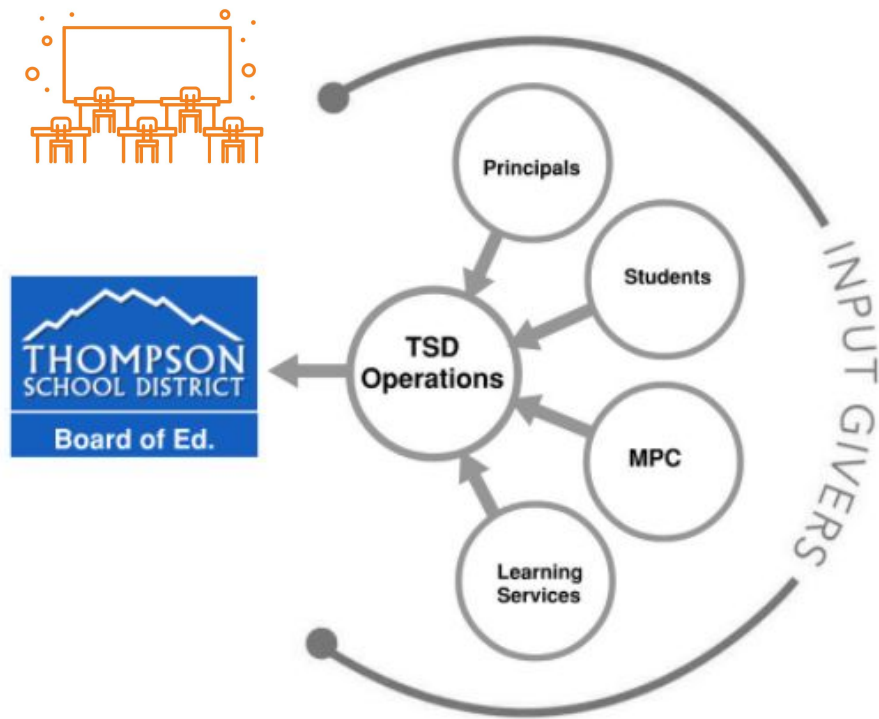 Principals
Students
INPUT GIVERS
TSD
Operations
THOMPSON
SCHOOL DISTRICT
Board of Ed.
MPC
Learning
Services